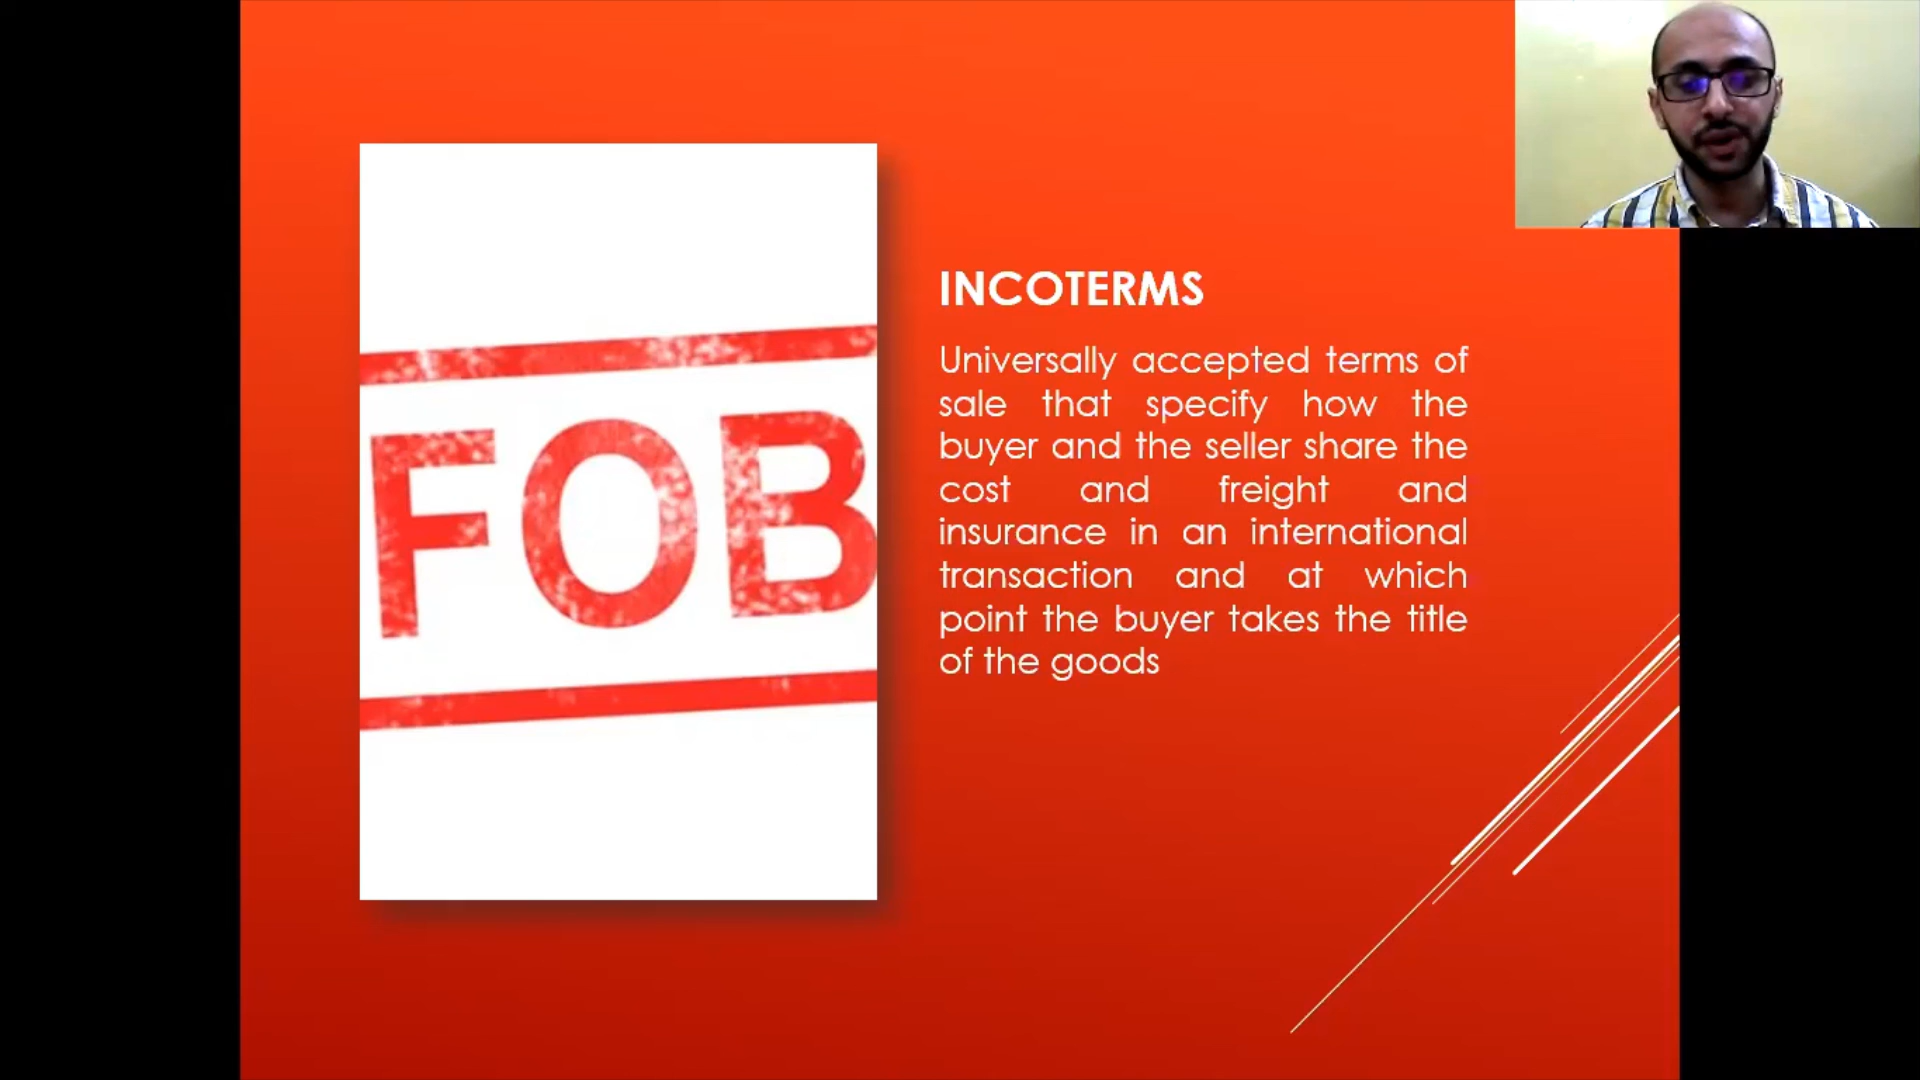 FOB
INCOTERMS
Universally accepted terms of
sale that specify how the
buyer and the seller share the
cost and freight and
insurance in an international
transaction and at which
point the buyer takes the title
of the goods